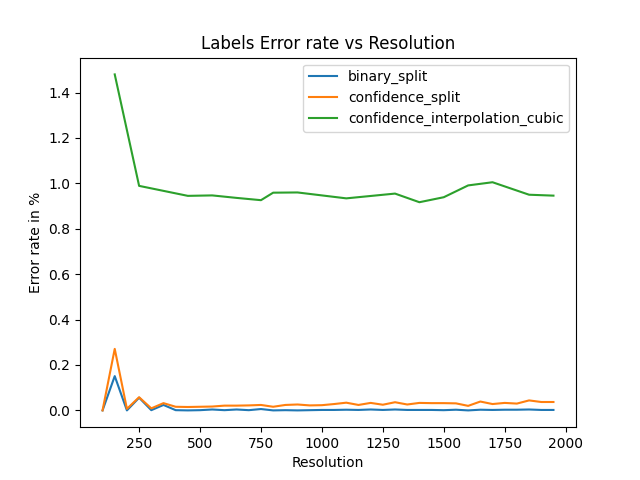 Labels Error rate vs Resolution
binary_split
confidence_split
confidence_interpolation_cubic
Error rate in %
1.4
1.2
1.0
0.8
0.6
0.4
0.2
0.0
250 500 750 1000 1250 1500 1750 2000
Resolution